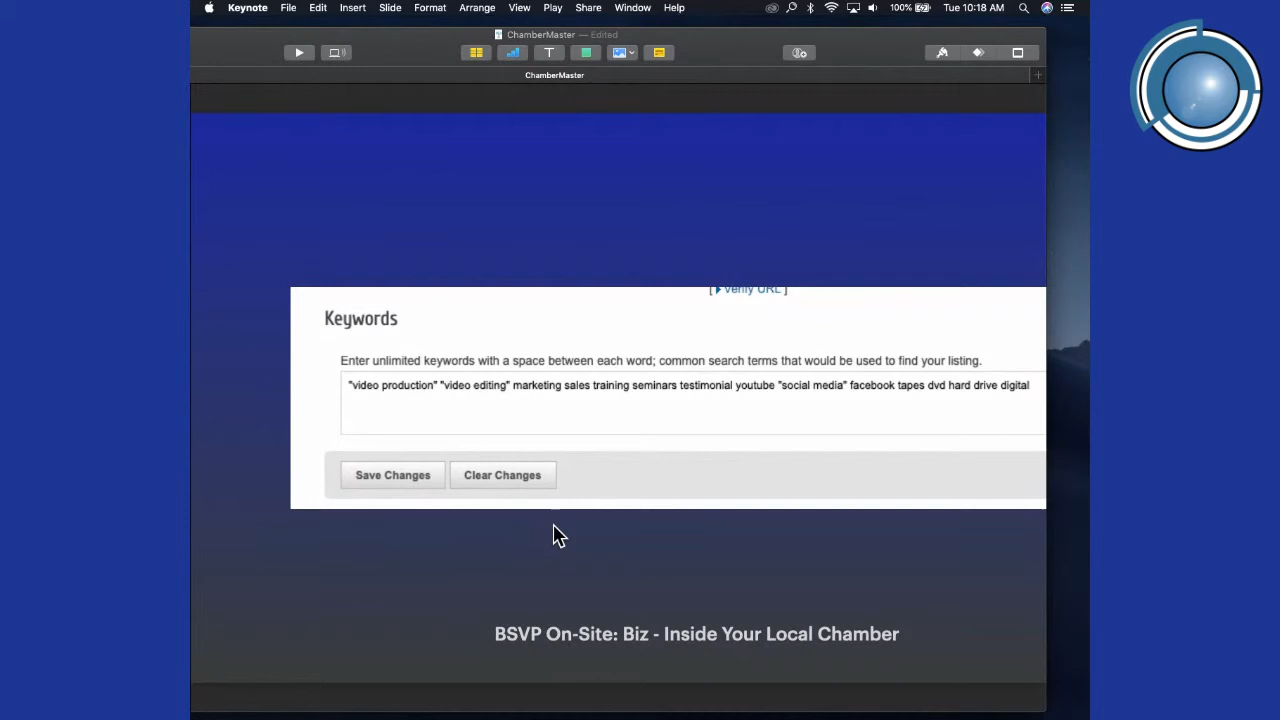 Keynote File Edit Insert Slide Format Arrange View Play Share Window Help 100% Tue 10:18 AM
ChamberMaster — Edited
ChamberMaster
[ Verify URL ]
Keywords
Enter unlimited keywords with a space between each word; common search terms that would be used to find your listing.
"video production" "video editing" marketing sales training seminars testimonial youtube "social media" facebook tapes dvd hard drive digital
Save Changes Clear Changes
BSVP On-Site: Biz - Inside Your Local Chamber